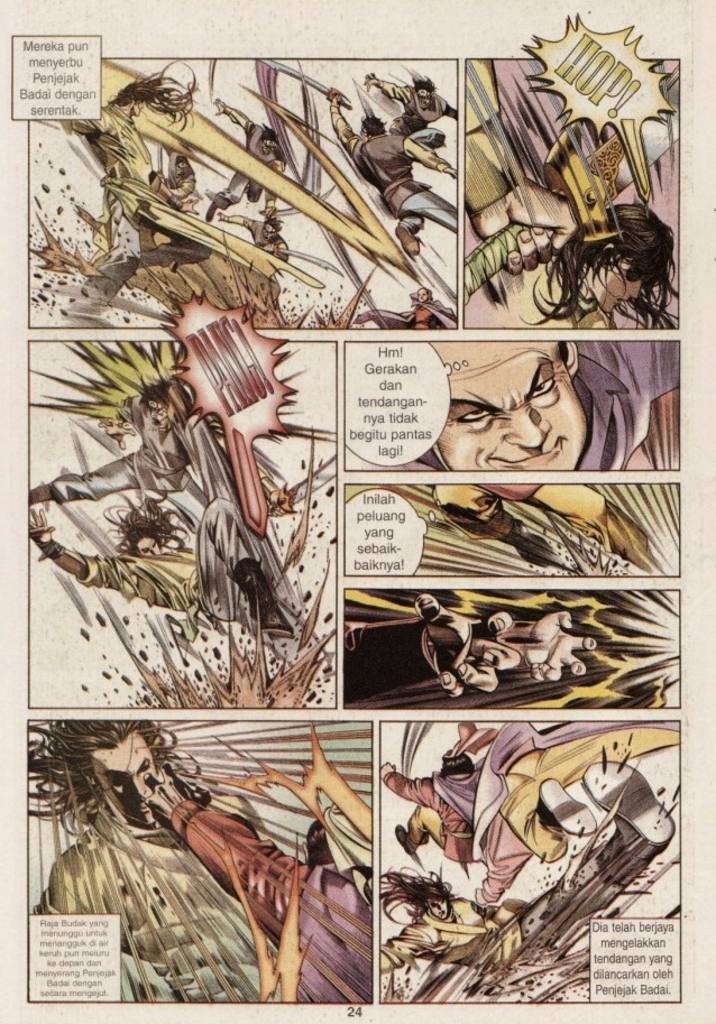 Mereka pun
menyerbu
Penjejak
Badai dengan
serentak.
HOP!
PANG!
Hm!
Gerakan
dan
tendangan-
nya tidak
begitu pantas
lagi!
Inilah
peluang
yang
sebaik-
baiknya!
Raja Budak yang
menunggu untuk
menangguk di air
keruh pun meluru
ke depan dan
menyerang Penjejak
Badai dengan
secara mengejut.
Dia telah berjaya
mengelakkan
tendangan yang
dilancarkan oleh
Penjejak Badai.
24